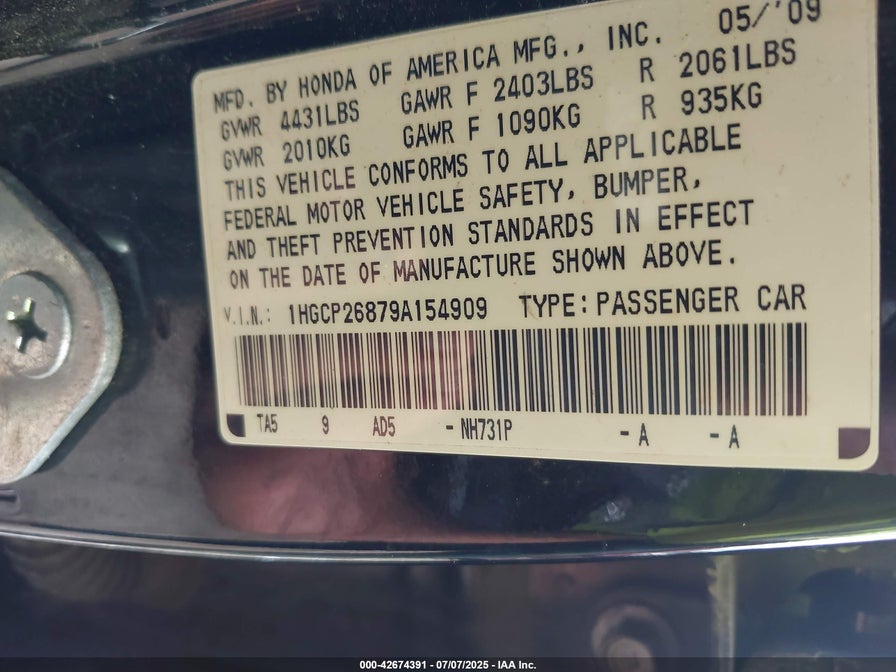 MFD. BY HONDA OF AMERICA MFG., INC. 05/'09
GVWR 4431LBS GAWR F 2403LBS R 2061LBS
GVWR 2010KG GAWR F 1090KG R 935KG
THIS VEHICLE CONFORMS TO ALL APPLICABLE
FEDERAL MOTOR VEHICLE SAFETY, BUMPER,
AND THEFT PREVENTION STANDARDS IN EFFECT
ON THE DATE OF MANUFACTURE SHOWN ABOVE.
V.I.N.: 1HGCP26879A154909 TYPE: PASSENGER CAR
TA5 9 AD5 -NH731P -A -A
000-42674391 - 07/07/2025 - IAA Inc.